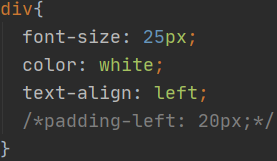 div{
  font-size: 25px;
  color: white;
  text-align: left;
  /*padding-left: 20px;*/
}